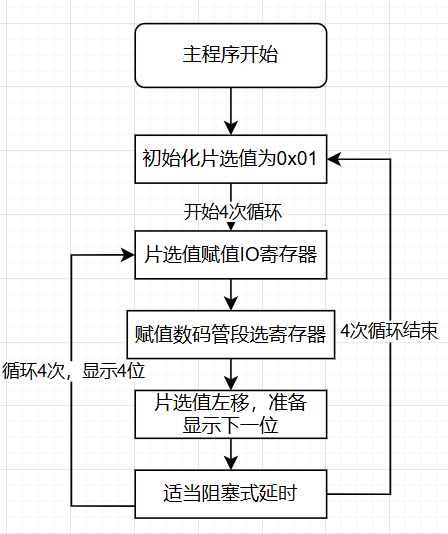 主程序开始
初始化片选值为0x01
开始4次循环
片选值赋值IO寄存器
赋值数码管段选寄存器
4次循环结束
循环4次，显示4位
片选值左移，准备
显示下一位
适当阻塞式延时